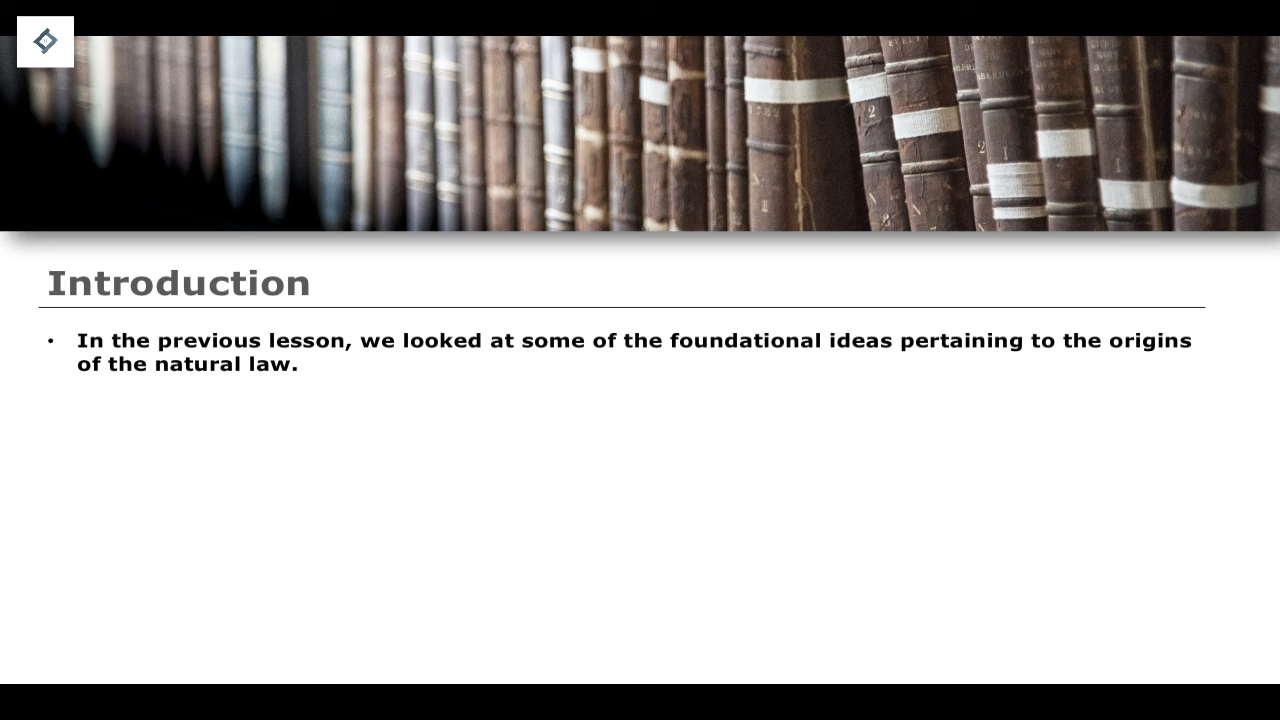 Introduction
• In the previous lesson, we looked at some of the foundational ideas pertaining to the origins
of the natural law.